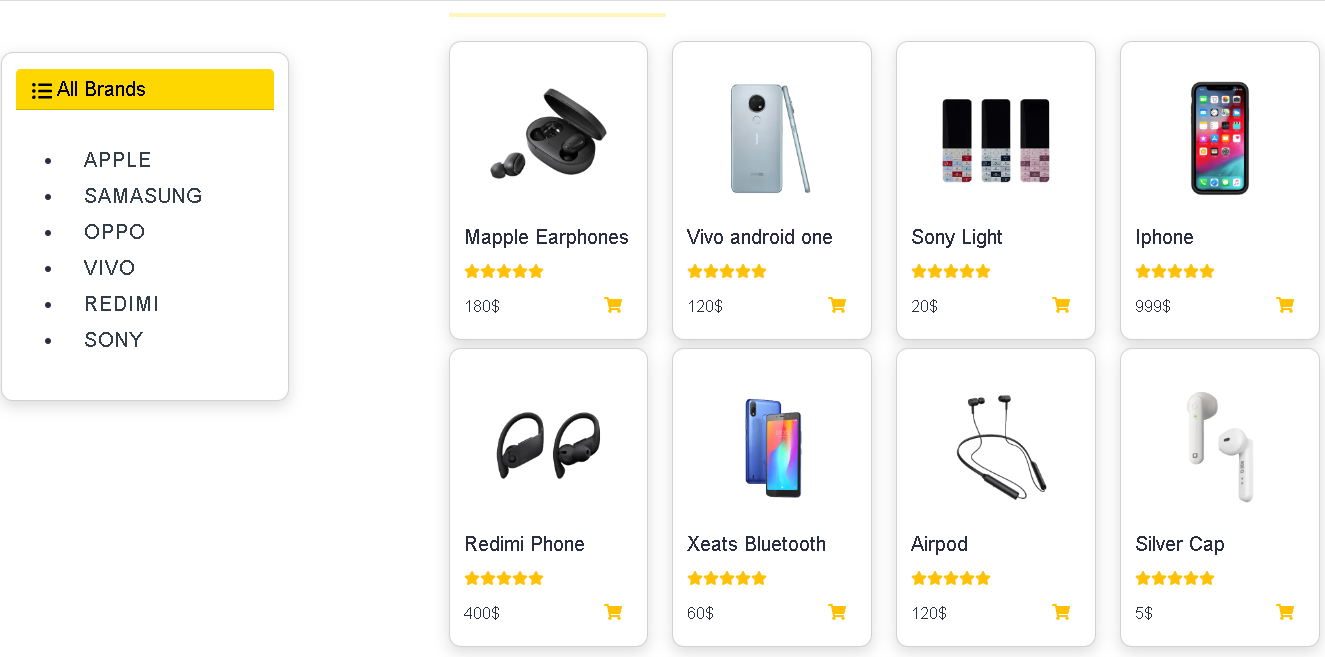 All Brands
APPLE
SAMASUNG
OPPO
VIVO
REDIMI
SONY
Mapple Earphones
180$
Vivo android one
120$
Sony Light
20$
Iphone
999$
Redimi Phone
400$
Xeats Bluetooth
60$
Airpod
120$
Silver Cap
5$